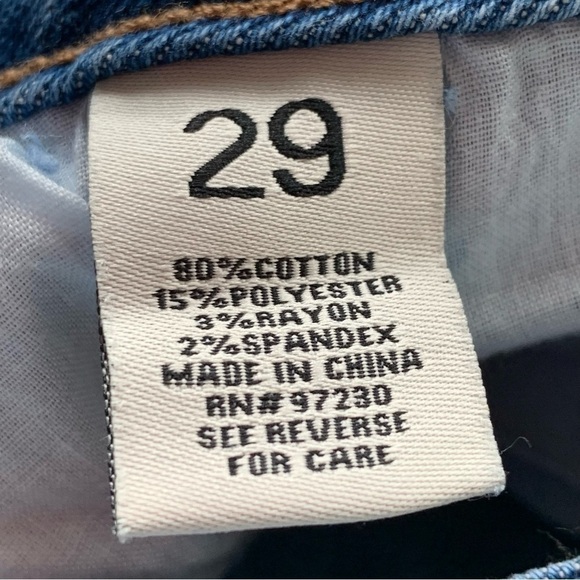 29
80%COTTON
15%POLYESTER
3%RAYON
2%SPANDEX
MADE IN CHINA
RN# 97230
SEE REVERSE
FOR CARE